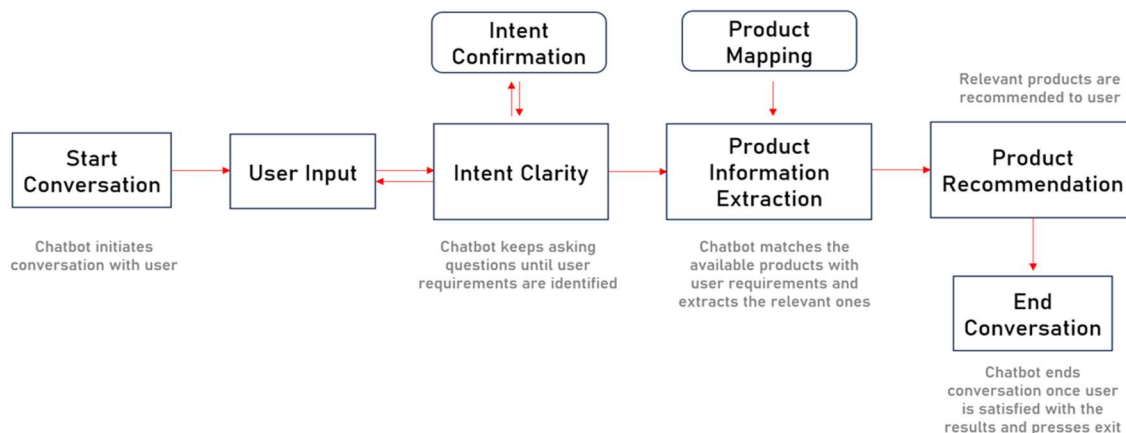 Intent
Confirmation
Product
Mapping
Relevant products are
recommended to user
Start
Conversation
User Input
Intent Clarity
Product
Information
Extraction
Product
Recommendation
Chatbot initiates
conversation with user
Chatbot keeps asking
questions until user
requirements are identified
Chatbot matches the
available products with
user requirements and
extracts the relevant ones
End
Conversation
Chatbot ends
conversation once user
is satisfied with the
results and presses exit